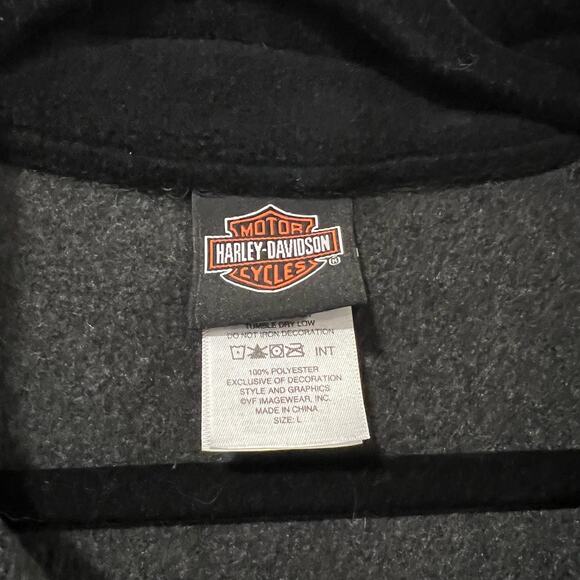 MOTOR
HARLEY-DAVIDSON
CYCLES
TUMBLE DRY LOW
DO NOT IRON DECORATION
INT
100% POLYESTER
EXCLUSIVE OF DECORATION
STYLE AND GRAPHICS
©VF IMAGEWEAR, INC.
MADE IN CHINA
SIZE: L